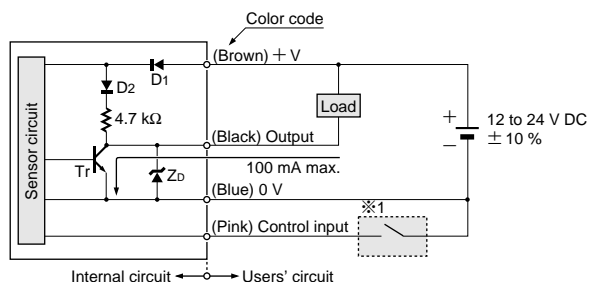 Color code
(Brown) + V
D1
D2
Load
4.7 kΩ
+
12 to 24 V DC
± 10 %
−
(Black) Output
Sensor circuit
Tr
ZD
100 mA max.
(Blue) 0 V
※1
(Pink) Control input
Internal circuit
Users' circuit